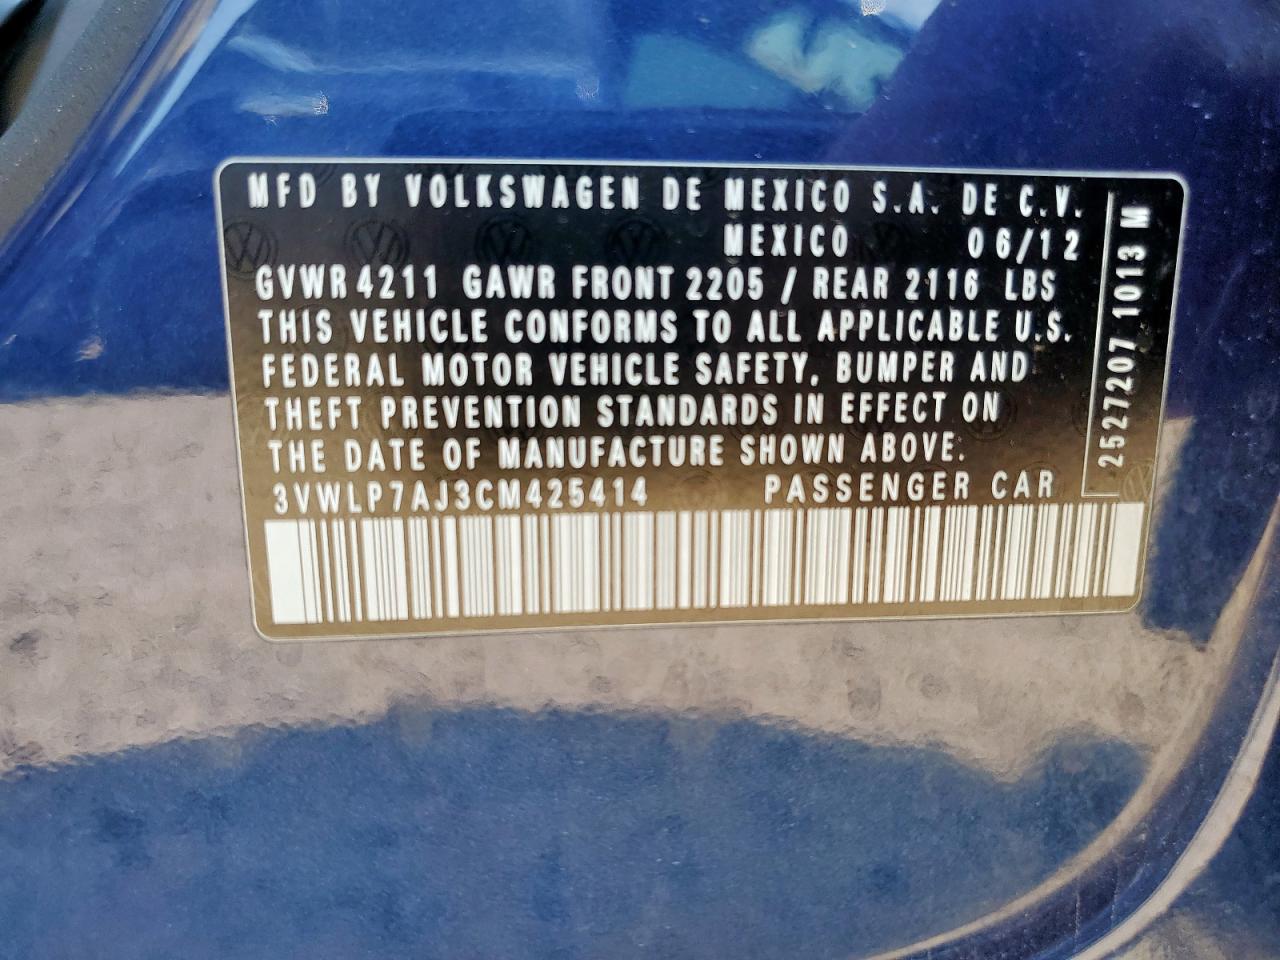 MFD BY VOLKSWAGEN DE MEXICO S.A. DE C.V.
MEXICO 06/12
GVWR 4211 GAWR FRONT 2205 / REAR 2116 LBS
THIS VEHICLE CONFORMS TO ALL APPLICABLE U.S.
FEDERAL MOTOR VEHICLE SAFETY, BUMPER AND
THEFT PREVENTION STANDARDS IN EFFECT ON
THE DATE OF MANUFACTURE SHOWN ABOVE.
3VWLP7AJ3CM425414 PASSENGER CAR
2527207 1013 M